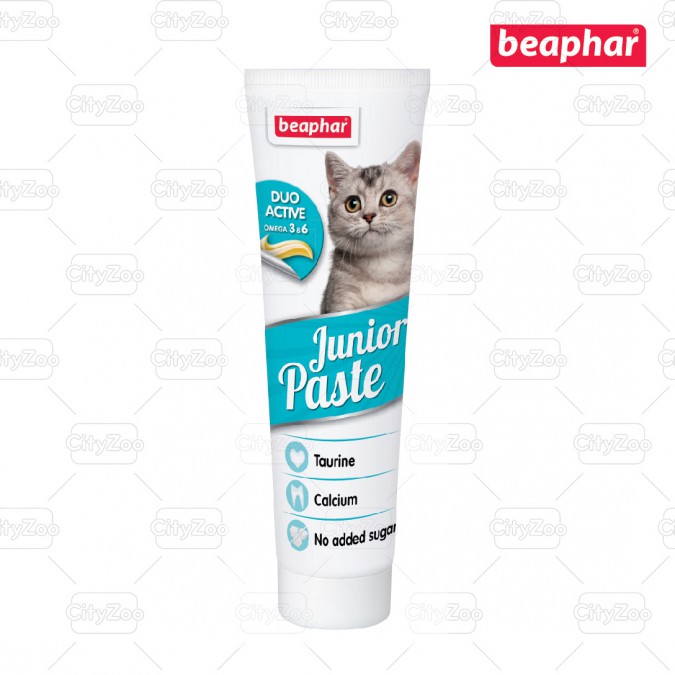 beaphar®
beaphar®
DUO
ACTIVE
OMEGA 3&6
Junior
Paste
Taurine
Calcium
No added sugar
CityZoo